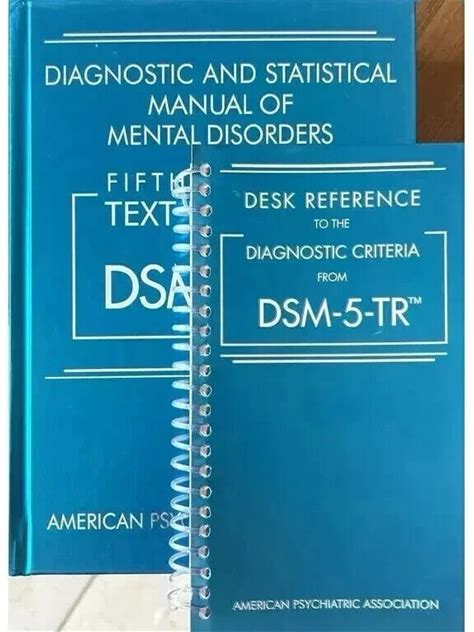 DIAGNOSTIC AND STATISTICAL
MANUAL OF
MENTAL DISORDERS
FIFTH
TEXT
DSM
AMERICAN PSY
DESK REFERENCE
TO THE
DIAGNOSTIC CRITERIA
FROM
DSM-5-TR™
AMERICAN PSYCHIATRIC ASSOCIATION